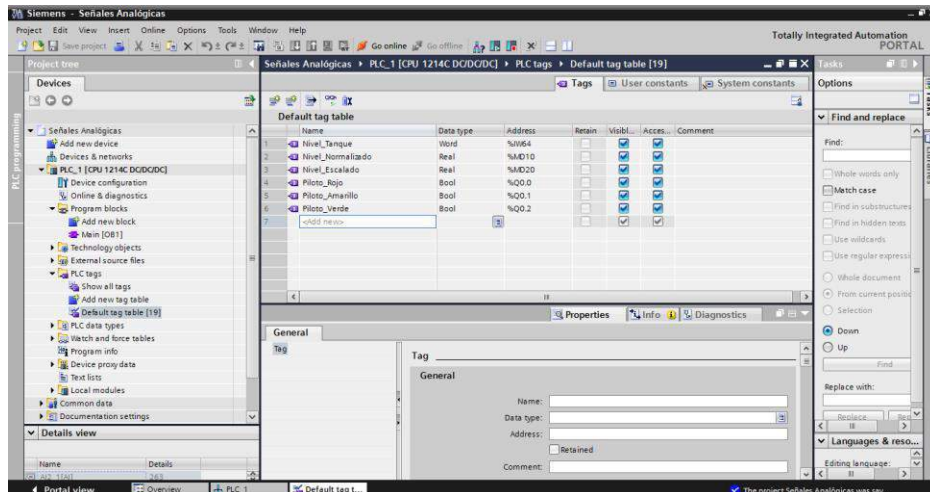 Siemens - Señales Analógicas
Project Edit View Insert Online Options Tools Window Help
Totally Integrated Automation
PORTAL
Save project Go online Go offline
Project tree
Señales Analógicas PLC_1 [CPU 1214C DC/DC/DC] PLC tags Default tag table [19]
Tasks
Devices
Tags User constants System constants
Options
Default tag table
Find and replace
Name Data type Address Retain Visibl... Acces... Comment
1 Nivel_Tanque Word %IW64
2 Nivel_Normalizado Real %MD10
3 Nivel_Escalado Real %MD20
4 Piloto_Rojo Bool %Q0.0
5 Piloto_Amarillo Bool %Q0.1
6 Piloto_Verde Bool %Q0.2
7 <Add new>
PLC programming
Señales Analógicas
Add new device
Devices & networks
PLC_1 [CPU 1214C DC/DC/DC]
Device configuration
Online & diagnostics
Program blocks
Add new block
Main [OB1]
Technology objects
External source files
PLC tags
Show all tags
Add new tag table
Default tag table [19]
PLC data types
Watch and force tables
Program info
Device proxy data
Text lists
Local modules
Common data
Documentation settings
Details view
Name Details
Properties Info Diagnostics
General
Tag
Tag
General
Name:
Data type:
Address:
Retained
Comment:
Find:
Whole words only
Match case
Find in substructures
Find in hidden texts
Use wildcards
Use regular expressi
Whole document
From current positic
Selection
Down
Up
Find
Replace with:
Replace
Languages & reso...
Editing language:
Portal view Overview PLC_1 Default tag t...
The project Señales Analógicas was sav